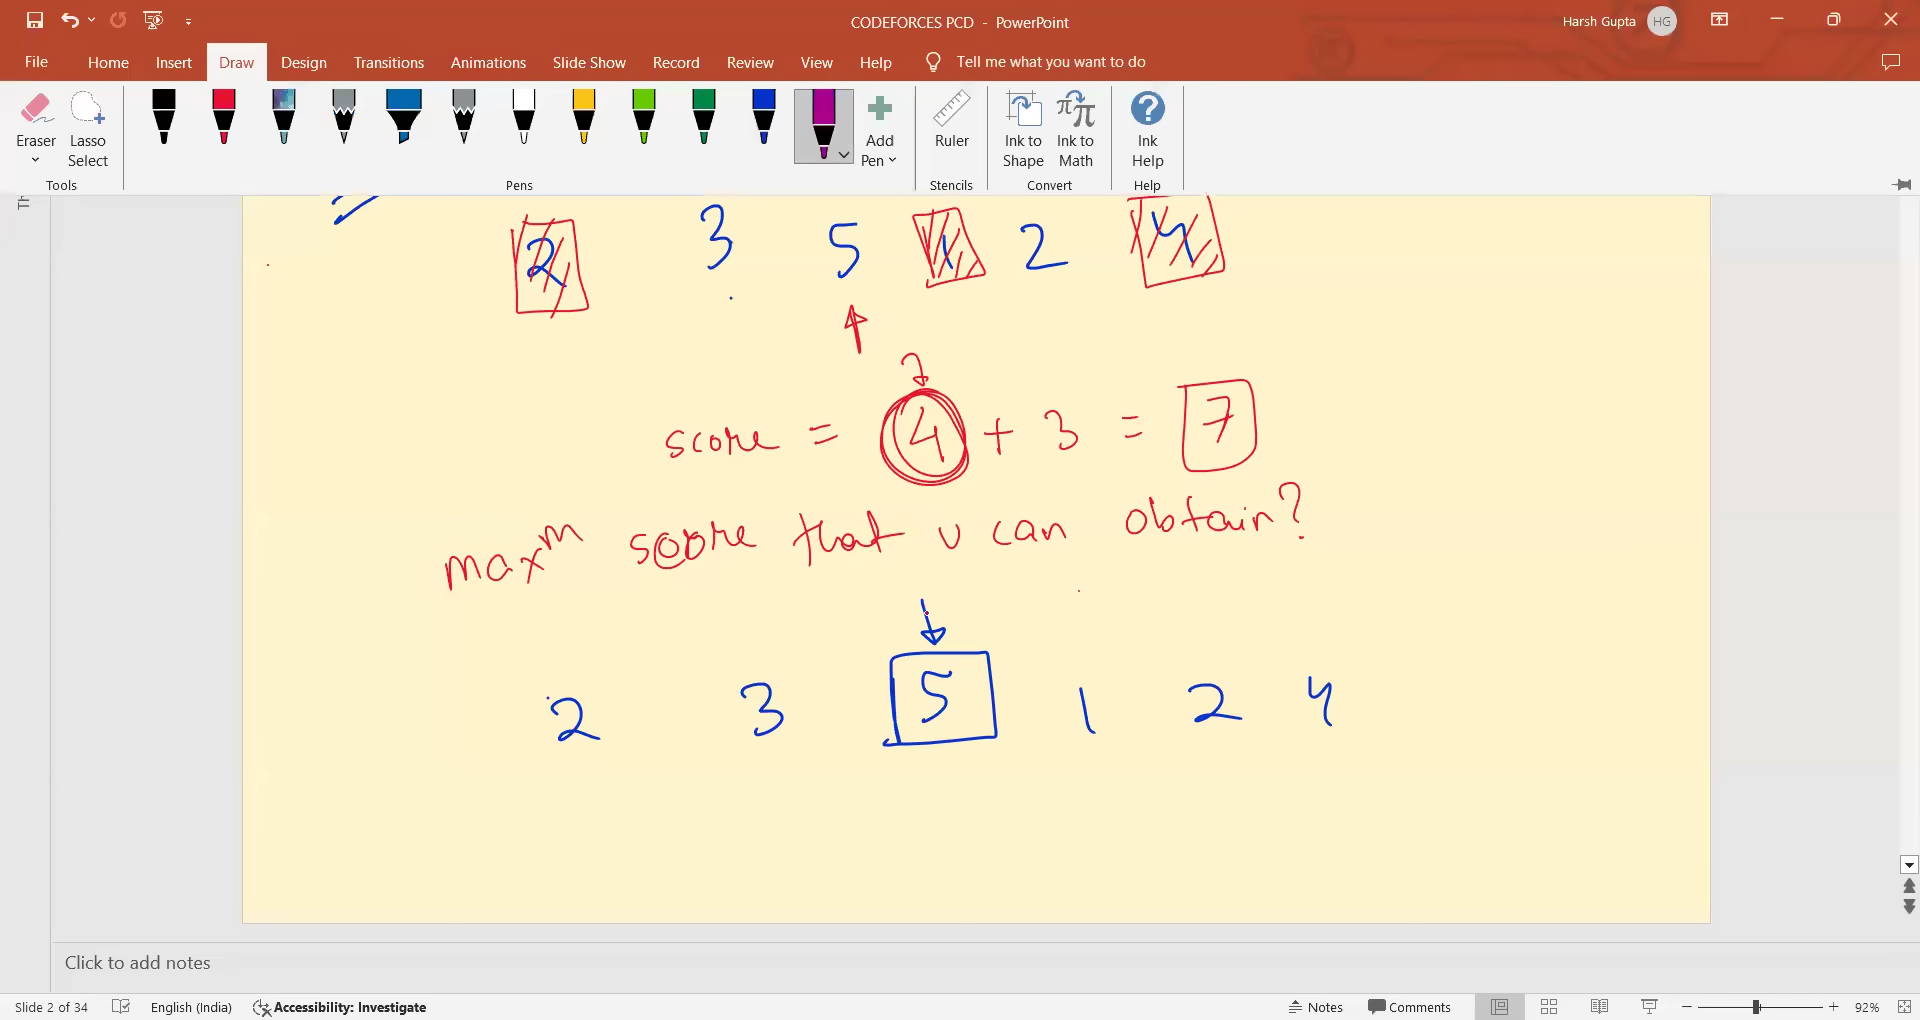 CODEFORCES PCD - PowerPoint
Harsh Gupta HG
File Home Insert Draw Design Transitions Animations Slide Show Record Review View Help Tell me what you want to do
Eraser Lasso Select Add Pen Ruler Ink to Shape Ink to Math Ink Help
Tools Pens Stencils Convert Help
Th
2 3 5 1 2 4
score = 4 + 3 = 7
maxᵐ score that u can obtain?
2 3 5 1 2 4
Click to add notes
Slide 2 of 34 English (India) Accessibility: Investigate Notes Comments 92%